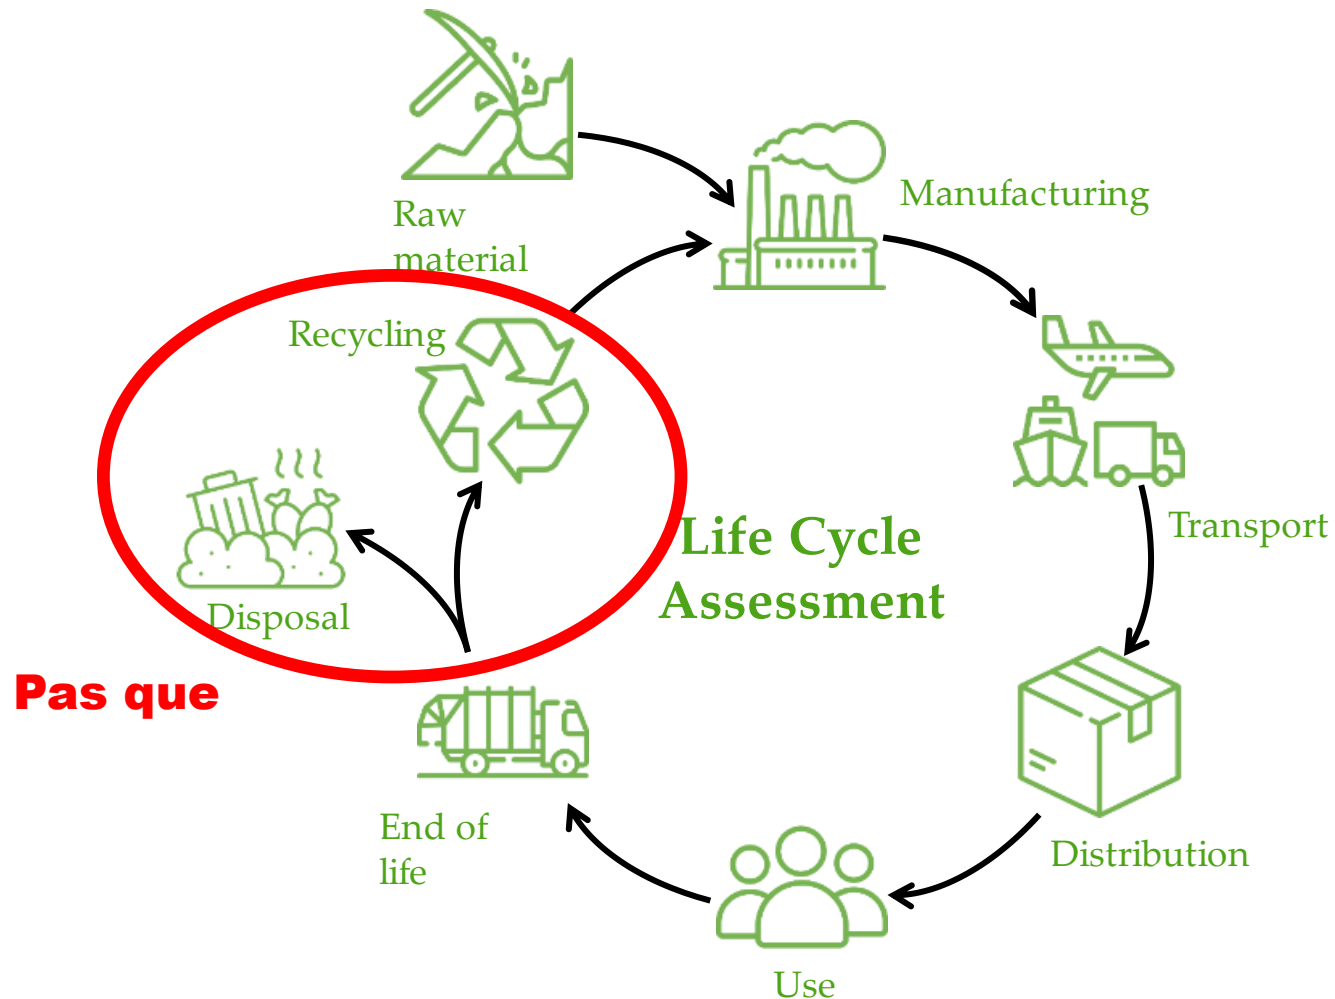 Raw
material
Manufacturing
Recycling
Transport
Life Cycle
Assessment
Disposal
Pas que
End of
life
Distribution
Use